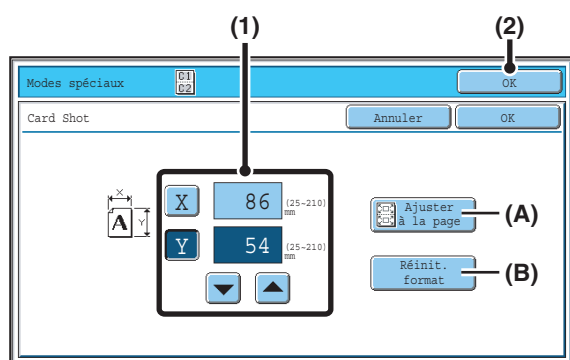 (1)
(2)
Modes spéciaux
C1
C2
OK
Card Shot
Annuler
OK
X
A
Y
X
86
(25~210)
mm
Y
54
(25~210)
mm
Ajuster
à la page
(A)
Réinit.
format
(B)